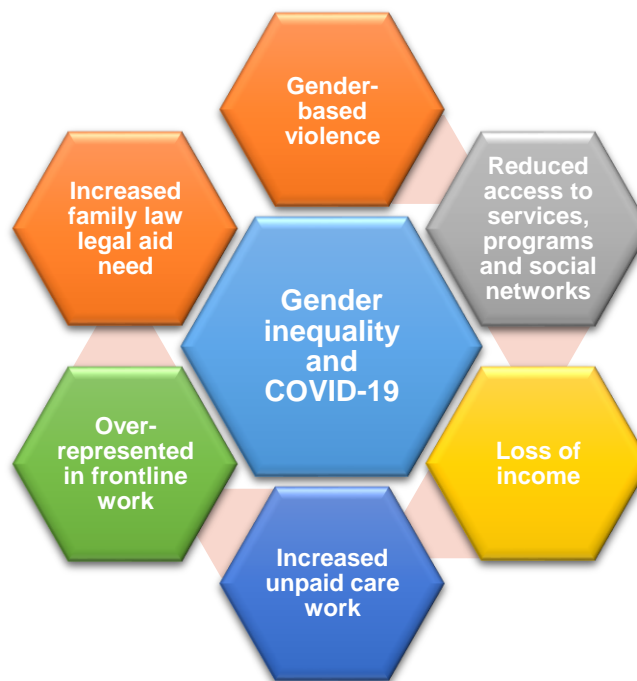 Gender-
based
violence
Reduced
access to
services,
programs
and social
networks
Increased
family law
legal aid
need
Gender
inequality
and
COVID-19
Over-
represented
in frontline
work
Loss of
income
Increased
unpaid care
work